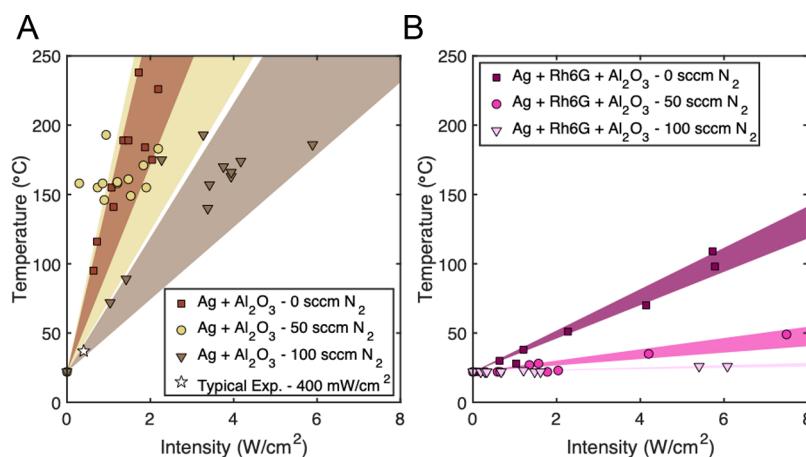 A
250
200
150
100
50
0
Temperature (°C)
0
2
4
6
8
Intensity (W/cm²)
Ag + Al₂O₃ - 0 sccm N₂
Ag + Al₂O₃ - 50 sccm N₂
Ag + Al₂O₃ - 100 sccm N₂
Typical Exp. - 400 mW/cm²
B
250
200
150
100
50
0
Temperature (°C)
0
2
4
6
8
Intensity (W/cm²)
Ag + Rh6G + Al₂O₃ - 0 sccm N₂
Ag + Rh6G + Al₂O₃ - 50 sccm N₂
Ag + Rh6G + Al₂O₃ - 100 sccm N₂